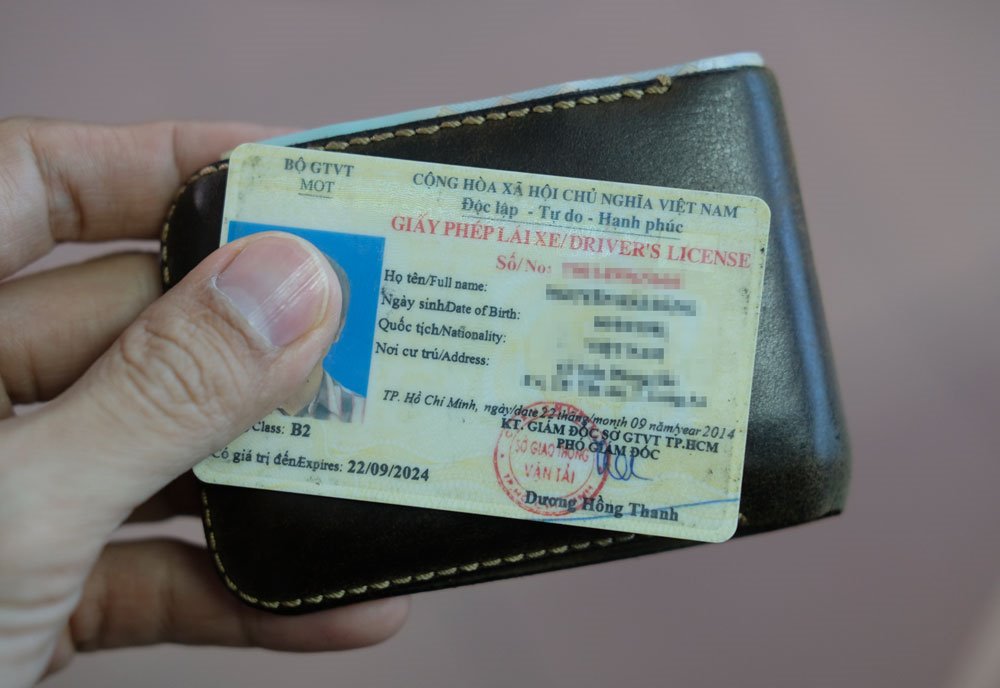 BỘ GTVT
MOT
CỘNG HÒA XÃ HỘI CHỦ NGHĨA VIỆT NAM
Độc lập - Tự do - Hạnh phúc
GIẤY PHÉP LÁI XE/ DRIVER'S LICENSE
Số/No:
Họ tên/Full name:
Ngày sinh/Date of Birth:
Quốc tịch/Nationality:
VIỆT NAM
Nơi cư trú/Address:
TP. Hồ Chí Minh, ngày/date 22 tháng/month 09 năm/year 2014
KT. GIÁM ĐỐC SỞ GTVT TP.HCM
PHÓ GIÁM ĐỐC
Class: B2
SỞ GIAO THÔNG
VẬN TẢI
Có giá trị đến/Expires: 22/09/2024
Dương Hồng Thanh